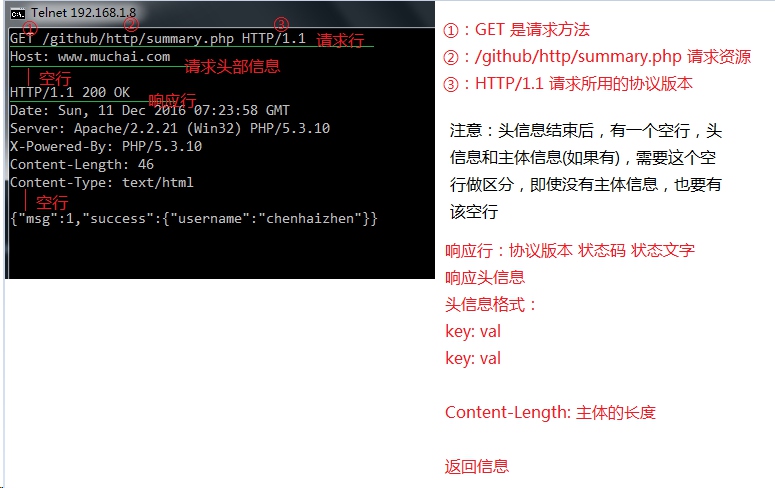 Telnet 192.168.1.8
① ② ③
GET /github/http/summary.php HTTP/1.1 请求行
Host: www.muchai.com
请求头部信息
空行
HTTP/1.1 200 OK 响应行
Date: Sun, 11 Dec 2016 07:23:58 GMT
Server: Apache/2.2.21 (Win32) PHP/5.3.10
X-Powered-By: PHP/5.3.10
Content-Length: 46
Content-Type: text/html
空行
{"msg":1,"success":{"username":"chenhaizhen"}}
①：GET 是请求方法
②：/github/http/summary.php 请求资源
③：HTTP/1.1 请求所用的协议版本
注意：头信息结束后，有一个空行，头
信息和主体信息(如果有)，需要这个空
行做区分，即使没有主体信息，也要有
该空行
响应行：协议版本 状态码 状态文字
响应头信息
头信息格式：
key: val
key: val
Content-Length: 主体的长度
返回信息